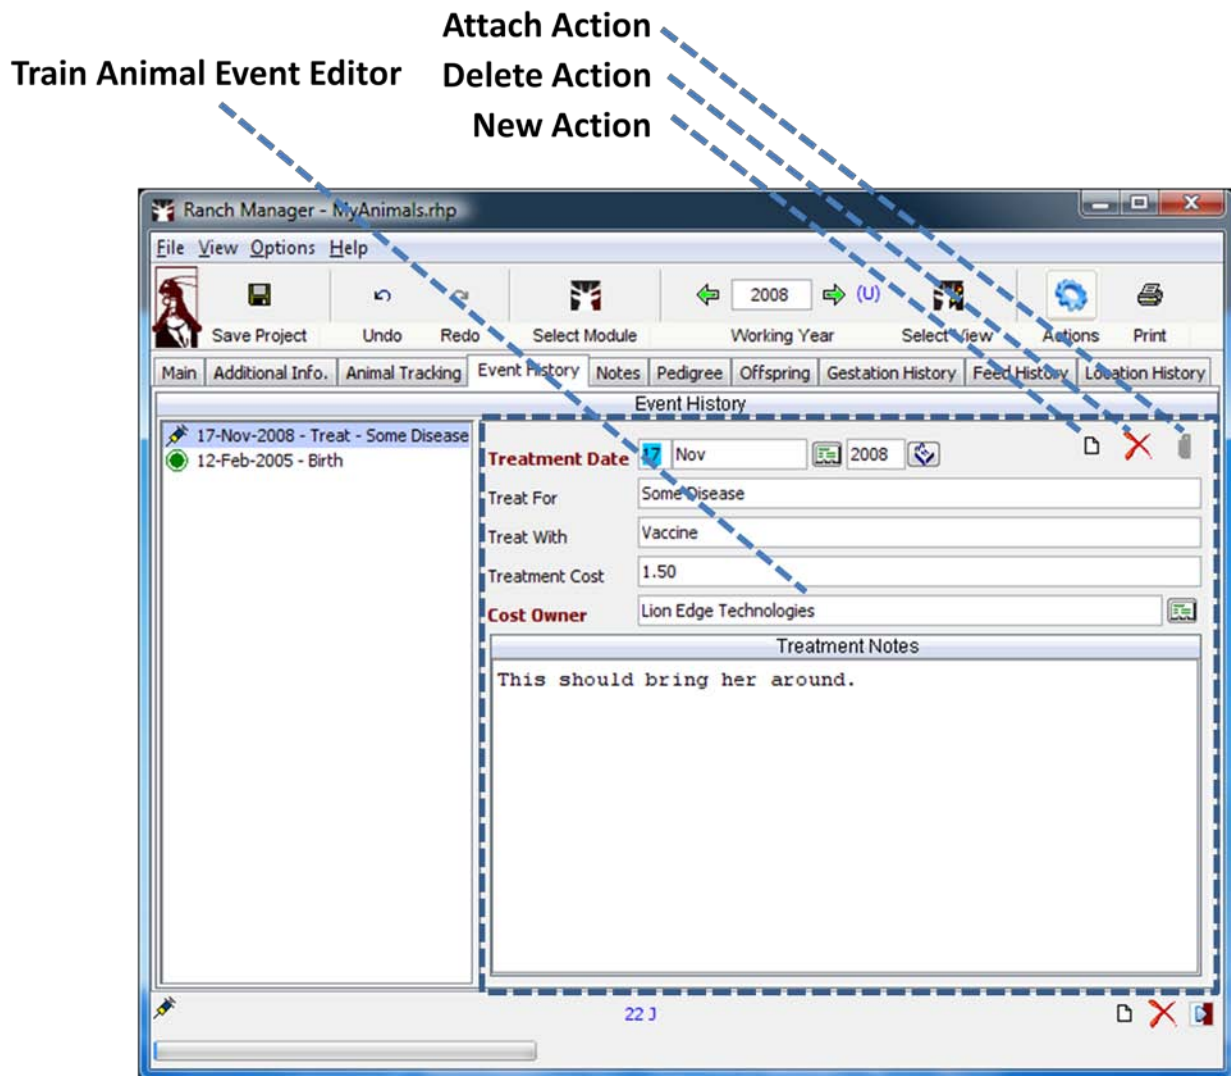 Attach Action
Train Animal Event Editor
Delete Action
New Action
Ranch Manager - MyAnimals.rhp
File View Options Help
2008 (U)
Save Project Undo Redo Select Module Working Year Select View Actions Print
Main Additional Info. Animal Tracking Event History Notes Pedigree Offspring Gestation History Feed History Location History
Event History
17-Nov-2008 - Treat - Some Disease
12-Feb-2005 - Birth
Treatment Date 17 Nov 2008
Treat For Some Disease
Treat With Vaccine
Treatment Cost 1.50
Cost Owner Lion Edge Technologies
Treatment Notes
This should bring her around.
22 J